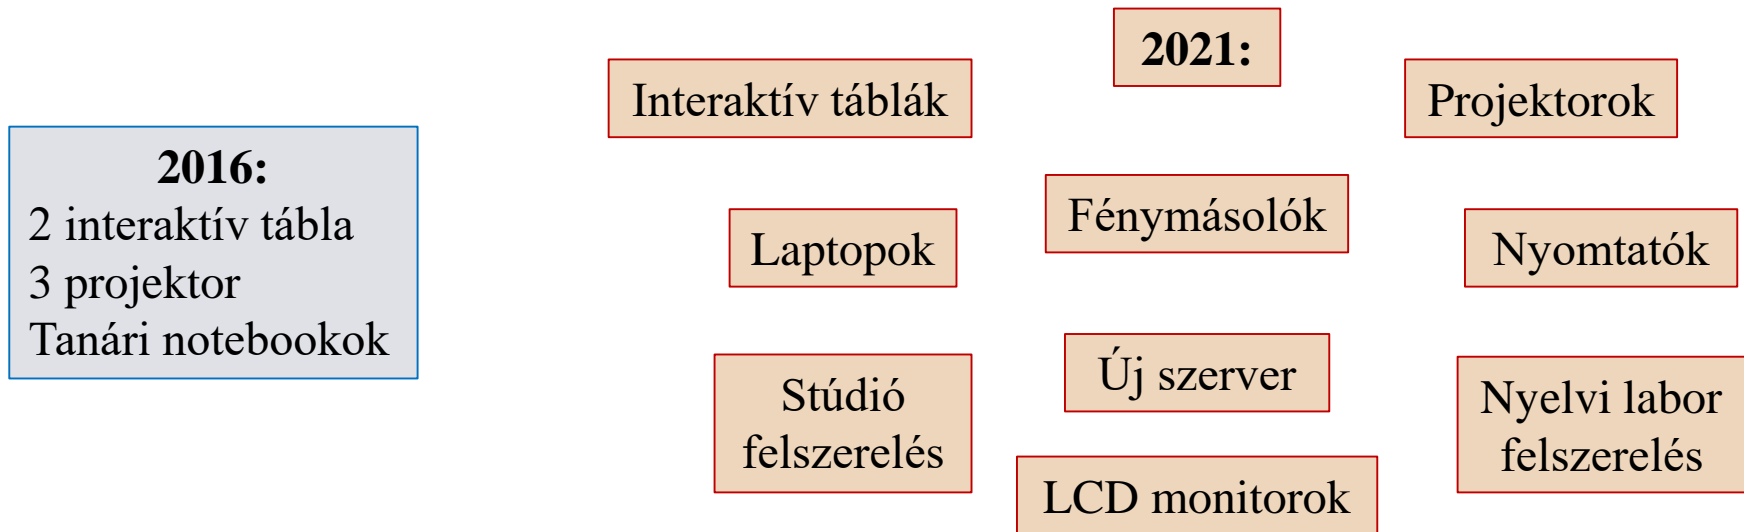 2016:
2 interaktív tábla
3 projektor
Tanári notebookok
2021:
Interaktív táblák
Projektorok
Laptopok
Fénymásolók
Nyomtatók
Stúdió
felszerelés
Új szerver
Nyelvi labor
felszerelés
LCD monitorok